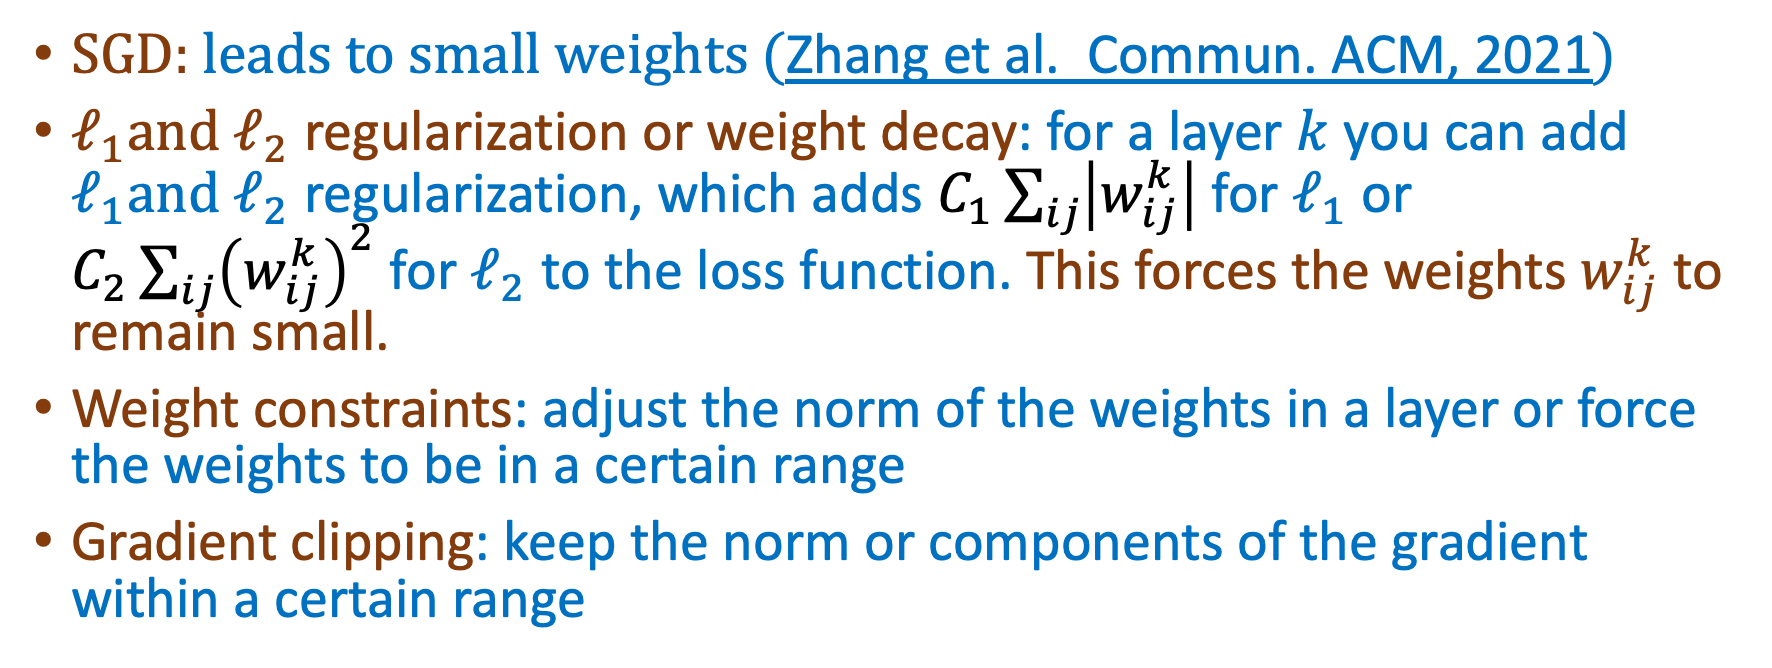 • SGD: leads to small weights (Zhang et al.  Commun. ACM, 2021)
• ℓ₁and ℓ₂ regularization or weight decay: for a layer k you can add
ℓ₁and ℓ₂ regularization, which adds C₁ ∑ᵢⱼ|wᵢⱼᵏ| for ℓ₁ or
C₂ ∑ᵢⱼ(wᵢⱼᵏ)² for ℓ₂ to the loss function. This forces the weights wᵢⱼᵏ to
remain small.
• Weight constraints: adjust the norm of the weights in a layer or force
the weights to be in a certain range
• Gradient clipping: keep the norm or components of the gradient
within a certain range